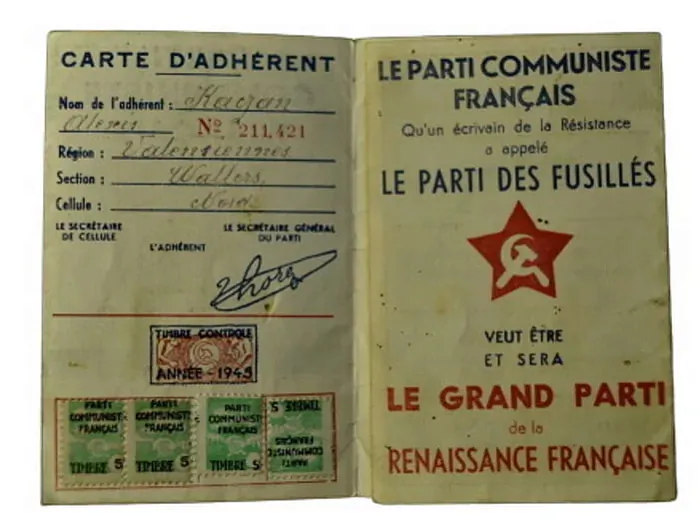 CARTE D'ADHÉRENT
Nom de l'adhérent : Kaczan
Alexis Nº 211.421
Région : Valenciennes
Section : Wallers
Cellule : Nord
LE SECRÉTAIRE
DE CELLULE
L'ADHÉRENT
LE SECRÉTAIRE GÉNÉRAL
DU PARTI
Thorez
TIMBRE CONTROLE
ANNÉE - 1945
PARTI
COMMUNISTE
FRANÇAIS
TIMBRE 5
PARTI
COMMUNISTE
FRANÇAIS
TIMBRE 5
PARTI
COMMUNISTE
FRANÇAIS
TIMBRE 5
PARTI
COMMUNISTE
FRANÇAIS
TIMBRE 5
LE PARTI COMMUNISTE
FRANÇAIS
Qu'un écrivain de la Résistance
a appelé
LE PARTI DES FUSILLÉS
VEUT ÊTRE
ET SERA
LE GRAND PARTI
de la
RENAISSANCE FRANÇAISE